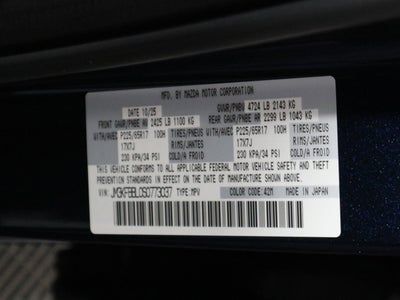 MFD. BY MAZDA MOTOR CORPORATION
DATE 10/25 GVWR/PNBV 4724 LB 2143 KG
FRONT GAWR/PNBE AV 2425 LB 1100 KG REAR GAWR/PNBE AR 2299 LB 1043 KG
WITH/AVEC P225/65R17 100H TIRES/PNEU WITH/AVEC P225/65R17 100H TIRES/PNEU
17X7J RIMS/JANTES 17X7J RIMS/JANTES
230 KPA/34 PSI COLD/A FROID 230 KPA/34 PSI COLD/A FROID
THIS VEHICLE CONFORMS TO ALL APPLICABLE FEDERAL MOTOR VEHICLE SAFETY AND THEFT
PREVENTION STANDARDS IN EFFECT ON THE DATE OF MANUFACTURE SHOWN ABOVE.
VIN: TYPE:MPV COLOR CODE: 42M MADE IN JAPAN